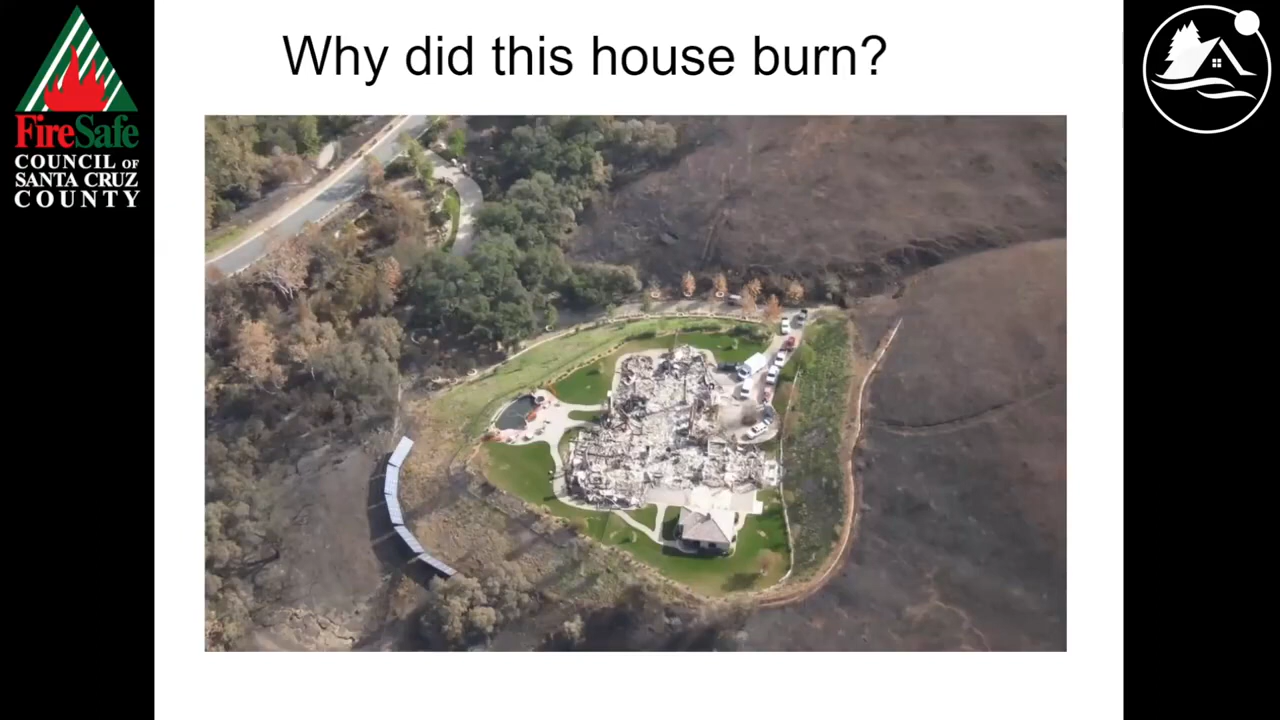 Why did this house burn?
FireSafe
COUNCIL OF
SANTA CRUZ
COUNTY